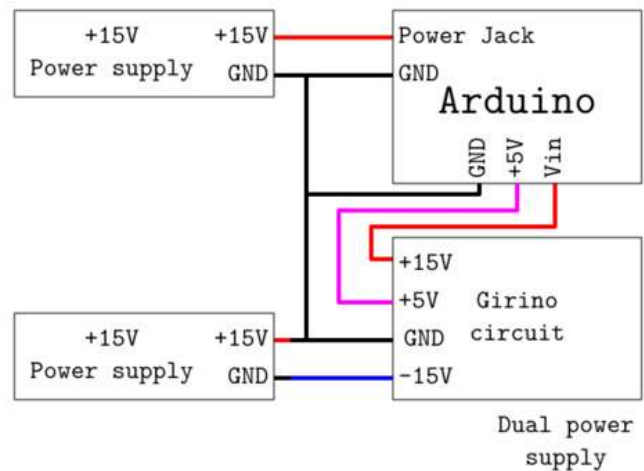 +15V
Power supply
+15V
GND
Power Jack
GND
Arduino
GND
+5V
Vin
+15V
+5V
GND
-15V
Girino
circuit
+15V
Power supply
+15V
GND
Dual power
supply